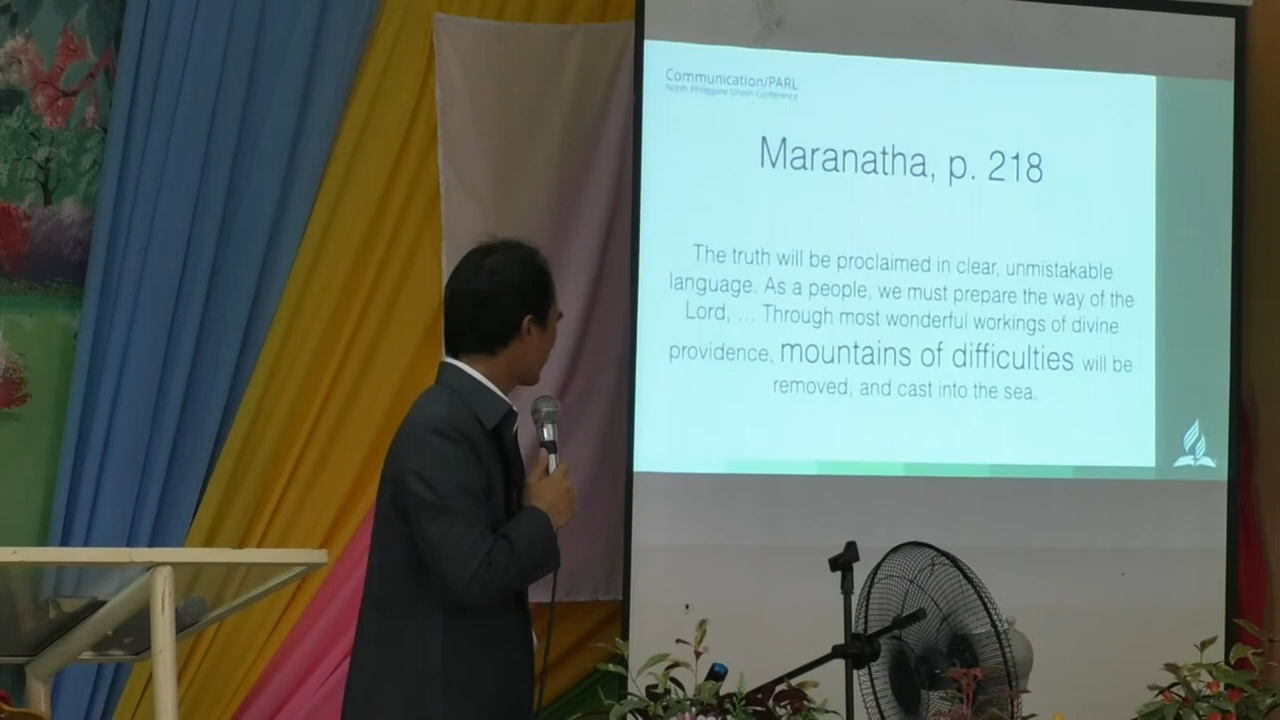 Communication/PARL
North Philippine Union Conference
Maranatha, p. 218
The truth will be proclaimed in clear, unmistakable
language. As a people, we must prepare the way of the
Lord, ... Through most wonderful workings of divine
providence, mountains of difficulties will be
removed, and cast into the sea.